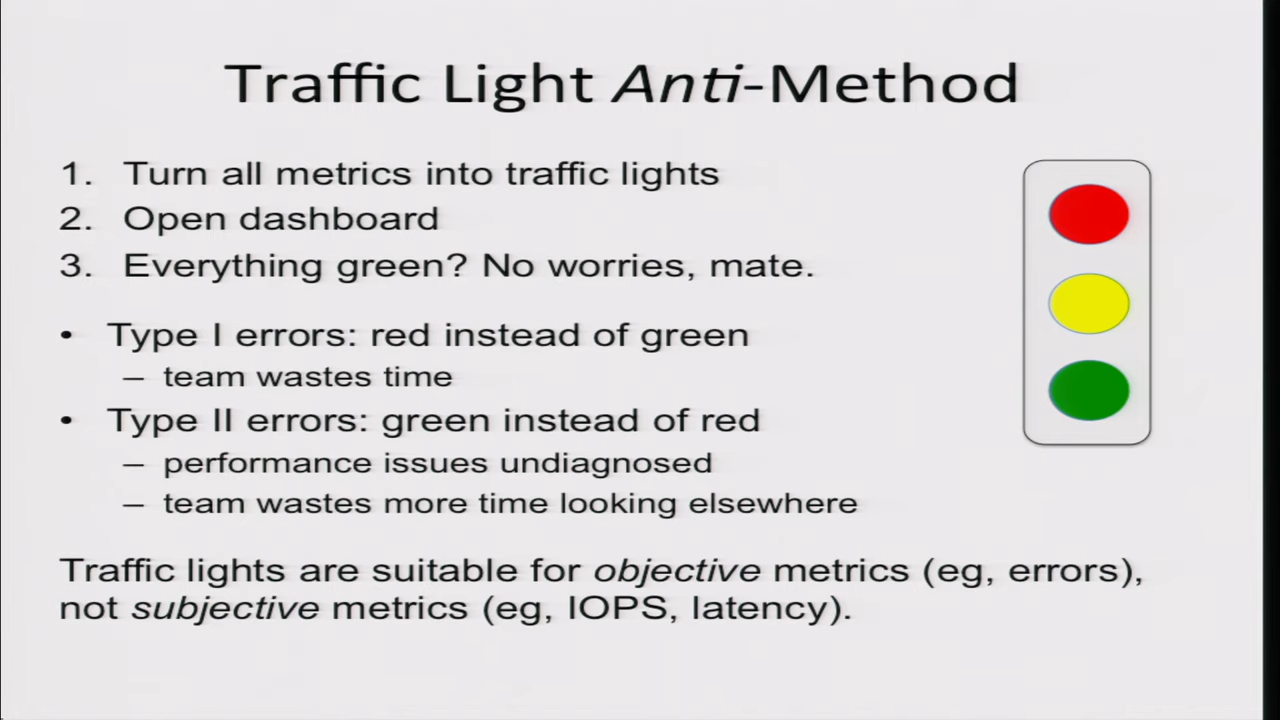 Traffic Light Anti-Method
1. Turn all metrics into traffic lights
2. Open dashboard
3. Everything green? No worries, mate.
• Type I errors: red instead of green
– team wastes time
• Type II errors: green instead of red
– performance issues undiagnosed
– team wastes more time looking elsewhere
Traffic lights are suitable for objective metrics (eg, errors),
not subjective metrics (eg, IOPS, latency).